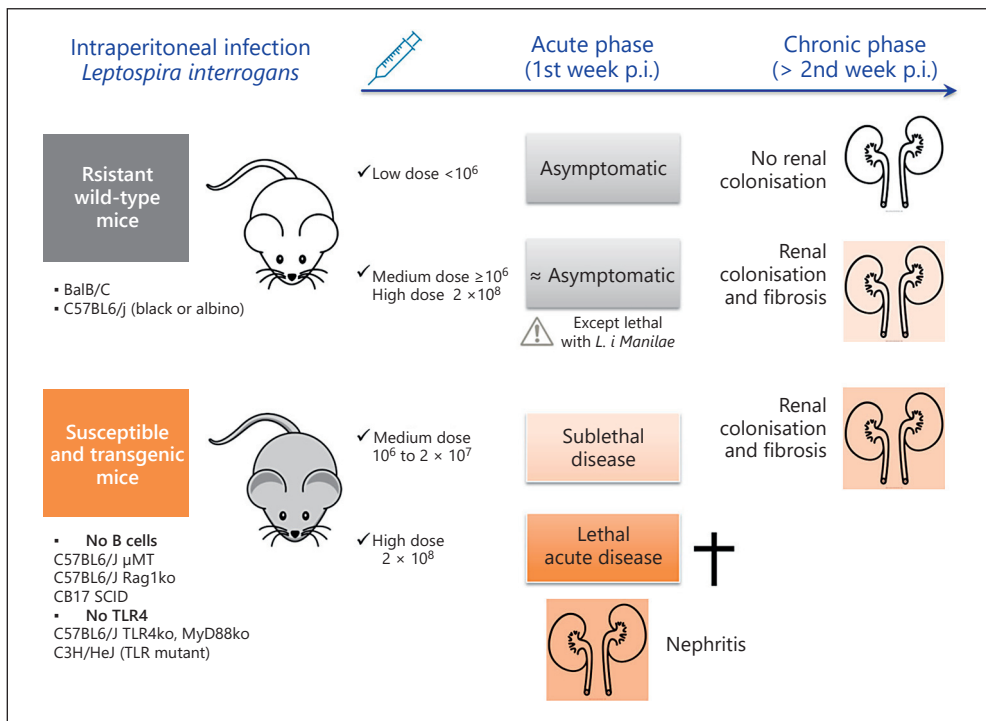 Intraperitoneal infection
Leptospira interrogans
Acute phase
(1st week p.i.)
Chronic phase
(> 2nd week p.i.)
Rsistant
wild-type
mice
▪ BalB/C
▪ C57BL6/j (black or albino)
✓Low dose <10⁶
Asymptomatic
No renal
colonisation
✓Medium dose ≥10⁶
High dose 2 ×10⁸
≈ Asymptomatic
Except lethal
with L. i Manilae
Renal
colonisation
and fibrosis
Susceptible
and transgenic
mice
▪ No B cells
C57BL6/J µMT
C57BL6/J Rag1ko
CB17 SCID
▪ No TLR4
C57BL6/J TLR4ko, MyD88ko
C3H/HeJ (TLR mutant)
✓Medium dose
10⁶ to 2 × 10⁷
Sublethal
disease
Renal
colonisation
and fibrosis
✓High dose
2 × 10⁸
Lethal
acute disease
Nephritis